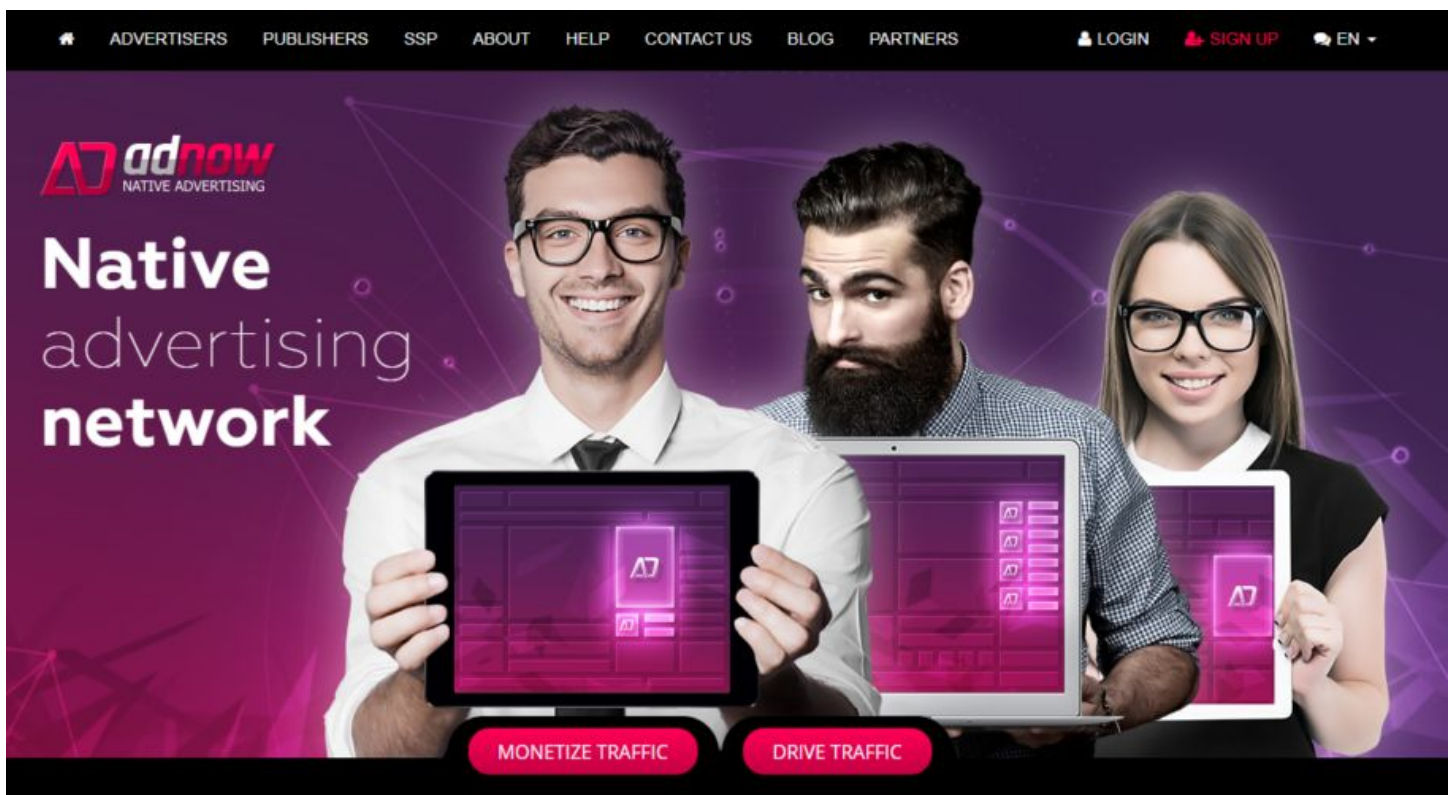 ADVERTISERS PUBLISHERS SSP ABOUT HELP CONTACT US BLOG PARTNERS LOGIN SIGN UP EN
adnow
NATIVE ADVERTISING
Native
advertising
network
MONETIZE TRAFFIC DRIVE TRAFFIC